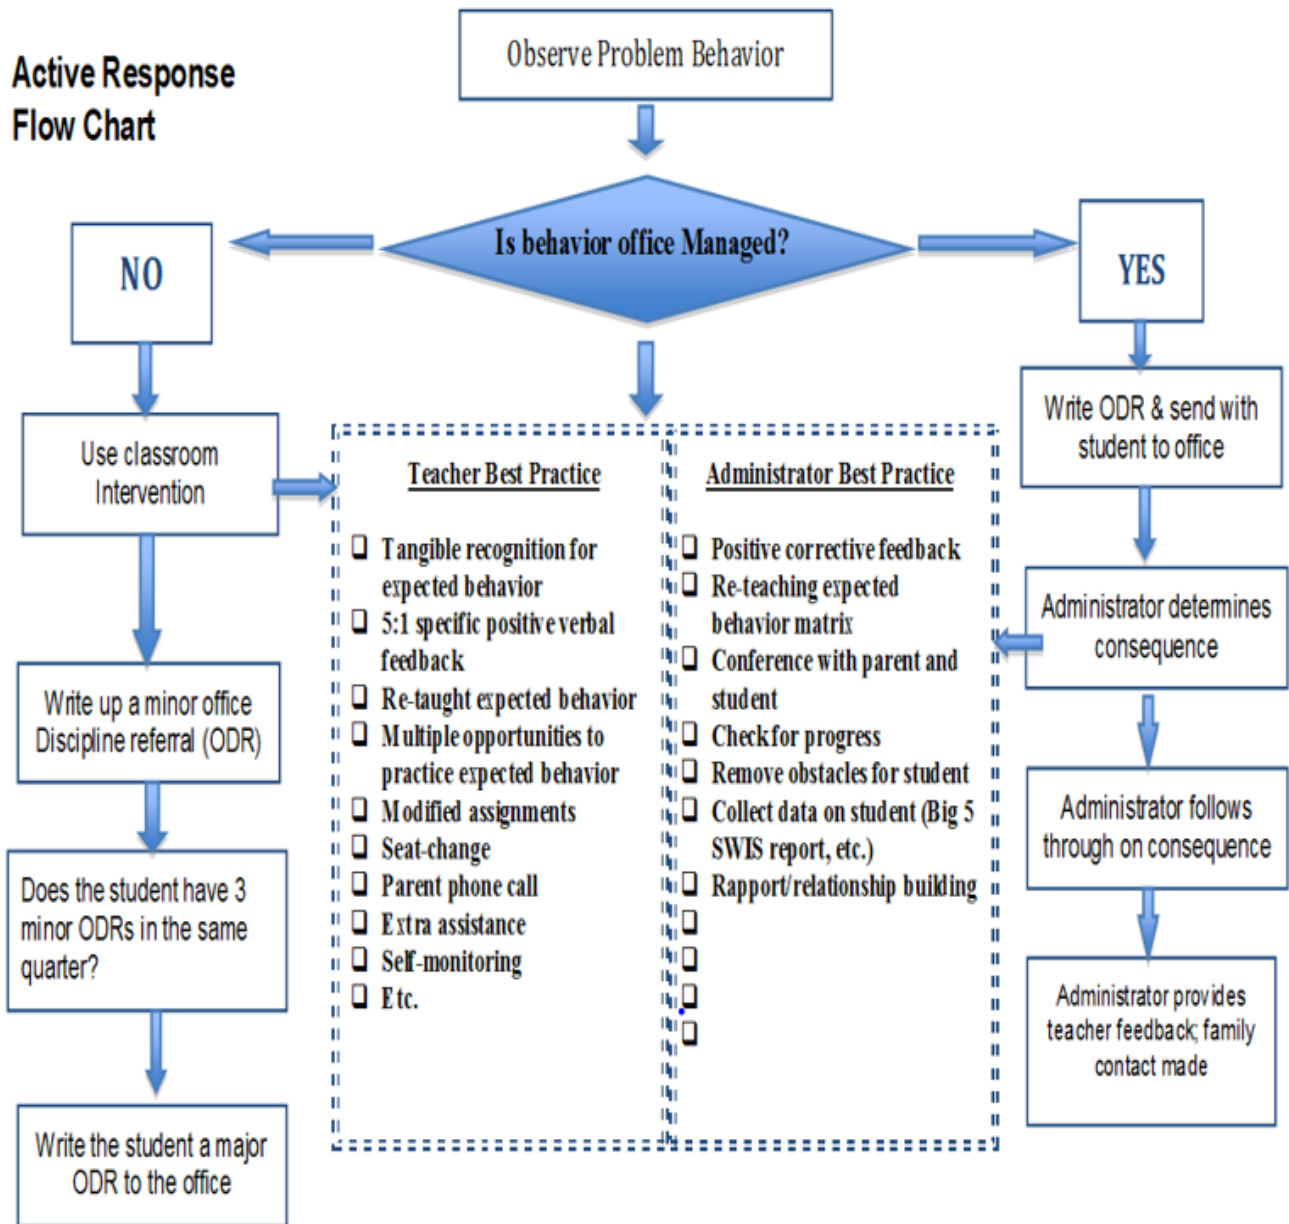 Active Response
Flow Chart
Observe Problem Behavior
Is behavior office Managed?
NO
YES
Use classroom
Intervention
Write up a minor office
Discipline referral (ODR)
Does the student have 3
minor ODRs in the same
quarter?
Write the student a major
ODR to the office
Teacher Best Practice
❑ Tangible recognition for
expected behavior
❑ 5:1 specific positive verbal
feedback
❑ Re-taught expected behavior
❑ Multiple opportunities to
practice expected behavior
❑ Modified assignments
❑ Seat-change
❑ Parent phone call
❑ Extra assistance
❑ Self-monitoring
❑ Etc.
Administrator Best Practice
❑ Positive corrective feedback
❑ Re-teaching expected
behavior matrix
❑ Conference with parent and
student
❑ Check for progress
❑ Remove obstacles for student
❑ Collect data on student (Big 5
SWIS report, etc.)
❑ Rapport/relationship building
❑
❑
❑
❑
Write ODR & send with
student to office
Administrator determines
consequence
Administrator follows
through on consequence
Administrator provides
teacher feedback; family
contact made